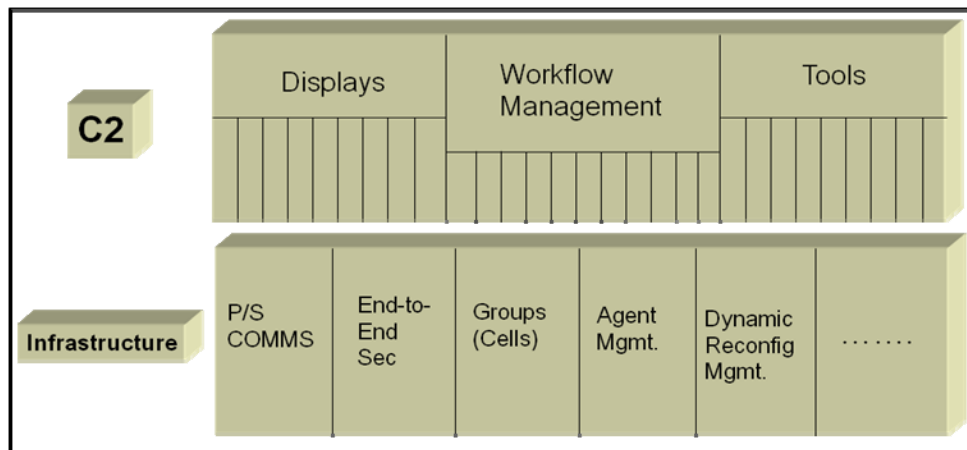 C2
Displays
Workflow
Management
Tools
Infrastructure
P/S
COMMS
End-to-
End
Sec
Groups
(Cells)
Agent
Mgmt.
Dynamic
Reconfig
Mgmt.
.......